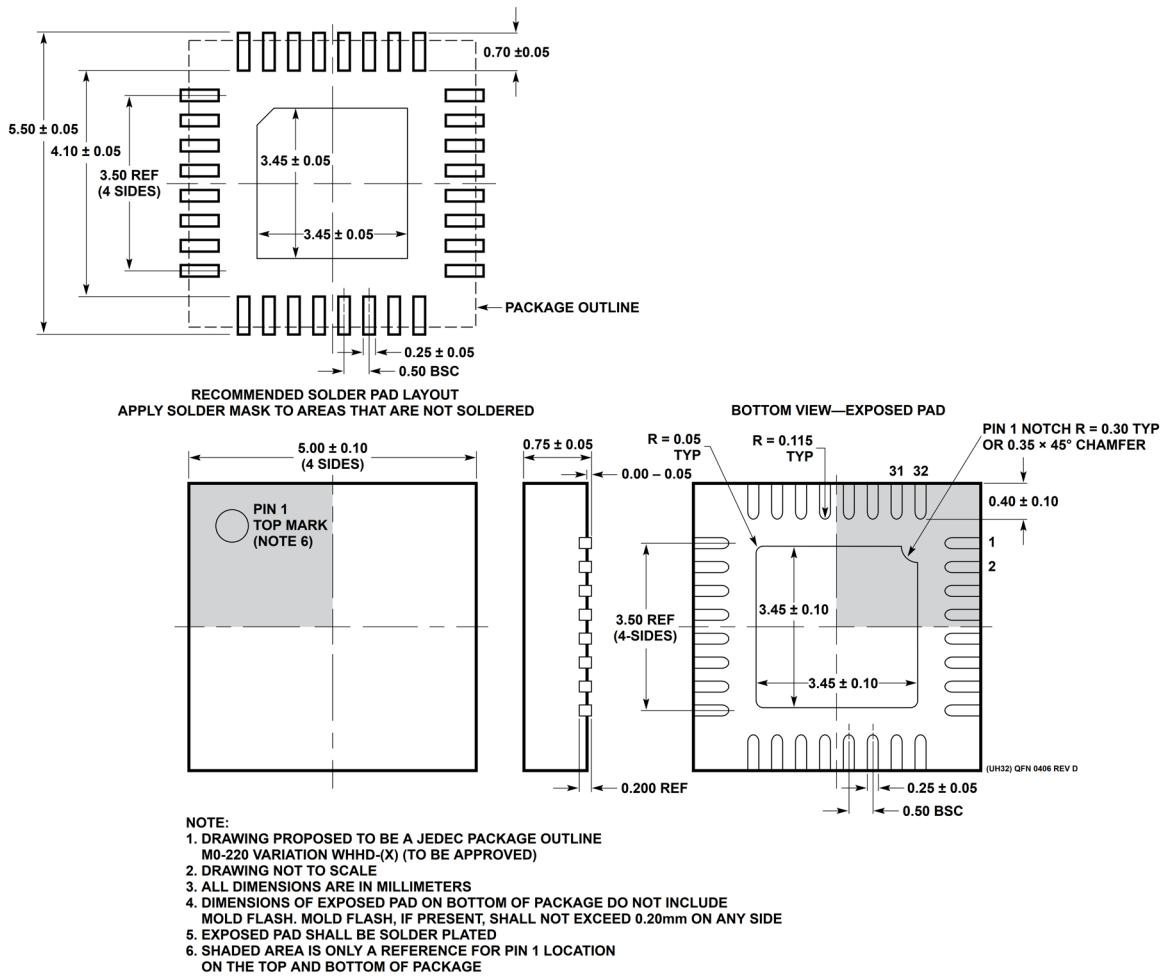 0.70 ±0.05
5.50 ± 0.05
4.10 ± 0.05
3.50 REF
(4 SIDES)
3.45 ± 0.05
3.45 ± 0.05
PACKAGE OUTLINE
0.25 ± 0.05
0.50 BSC
RECOMMENDED SOLDER PAD LAYOUT
APPLY SOLDER MASK TO AREAS THAT ARE NOT SOLDERED
5.00 ± 0.10
(4 SIDES)
PIN 1
TOP MARK
(NOTE 6)
0.75 ± 0.05
0.00 – 0.05
0.200 REF
BOTTOM VIEW—EXPOSED PAD
R = 0.05
TYP
R = 0.115
TYP
PIN 1 NOTCH R = 0.30 TYP
OR 0.35 × 45° CHAMFER
31 32
0.40 ± 0.10
1
2
3.50 REF
(4-SIDES)
3.45 ± 0.10
3.45 ± 0.10
(UH32) QFN 0406 REV D
0.25 ± 0.05
0.50 BSC
NOTE:
1. DRAWING PROPOSED TO BE A JEDEC PACKAGE OUTLINE
M0-220 VARIATION WHHD-(X) (TO BE APPROVED)
2. DRAWING NOT TO SCALE
3. ALL DIMENSIONS ARE IN MILLIMETERS
4. DIMENSIONS OF EXPOSED PAD ON BOTTOM OF PACKAGE DO NOT INCLUDE
MOLD FLASH. MOLD FLASH, IF PRESENT, SHALL NOT EXCEED 0.20mm ON ANY SIDE
5. EXPOSED PAD SHALL BE SOLDER PLATED
6. SHADED AREA IS ONLY A REFERENCE FOR PIN 1 LOCATION
ON THE TOP AND BOTTOM OF PACKAGE